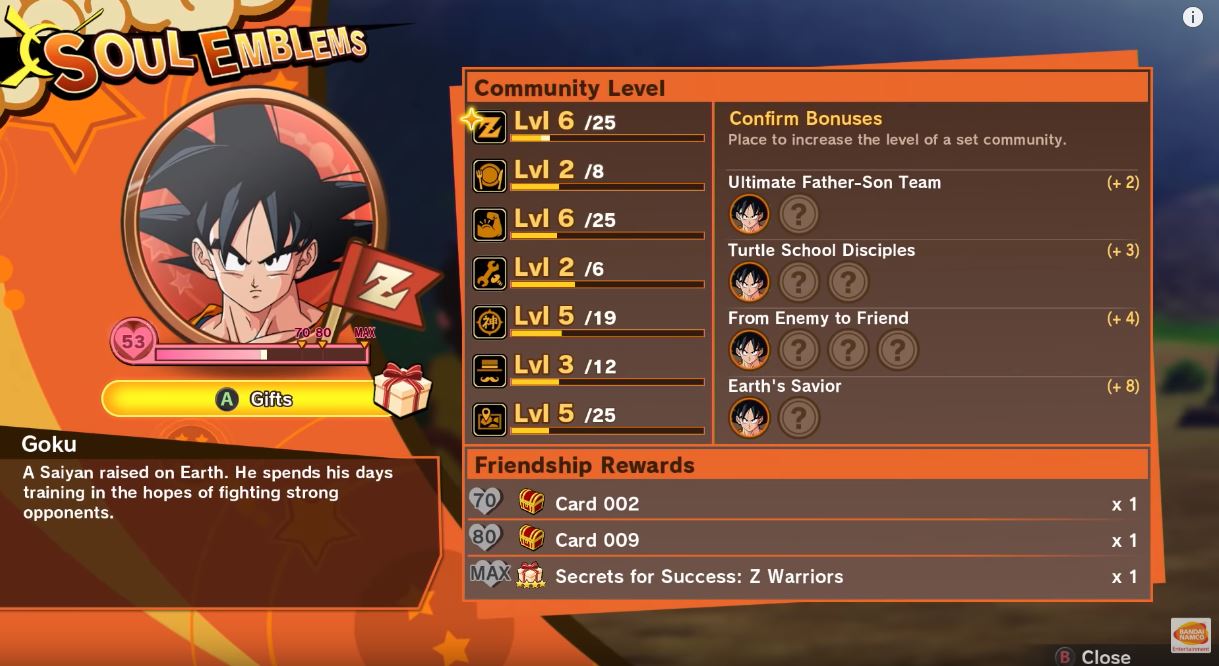 SOUL EMBLEMS
Z
70 80 MAX
53
A Gifts
Goku
A Saiyan raised on Earth. He spends his days
training in the hopes of fighting strong
opponents.
Community Level
Z Lvl 6 /25
Lvl 2 /8
Lvl 6 /25
Lvl 2 /6
神 Lvl 5 /19
Lvl 3 /12
Lvl 5 /25
Confirm Bonuses
Place to increase the level of a set community.
Ultimate Father-Son Team (+ 2)
?
Turtle School Disciples (+ 3)
? ?
From Enemy to Friend (+ 4)
? ? ?
Earth's Savior (+ 8)
?
Friendship Rewards
70 Card 002 x 1
80 Card 009 x 1
MAX Secrets for Success: Z Warriors x 1
i
BANDAI
NAMCO
Entertainment
B Close